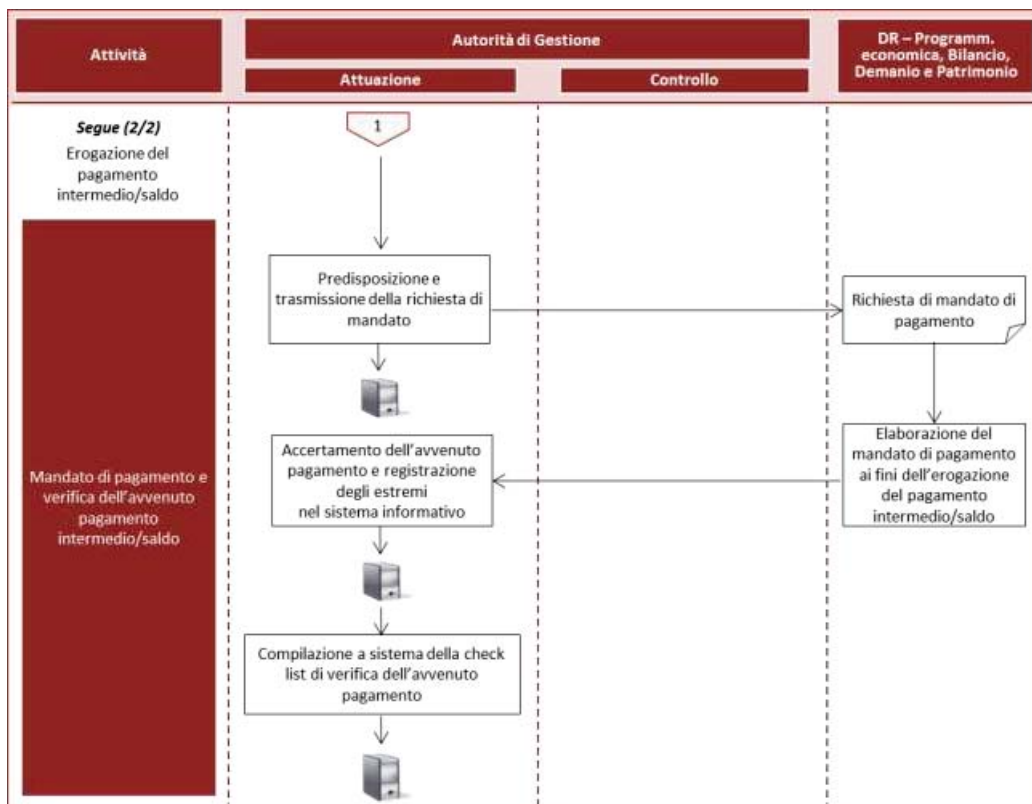 Attività
Autorità di Gestione
Attuazione
Controllo
DR – Programm.
economica, Bilancio,
Demanio e Patrimonio
Segue (2/2)
Erogazione del
pagamento
intermedio/saldo
1
Predisposizione e
trasmissione della richiesta di
mandato
Richiesta di mandato di
pagamento
Mandato di pagamento e
verifica dell’avvenuto
pagamento
intermedio/saldo
Accertamento dell’avvenuto
pagamento e registrazione
degli estremi
nel sistema informativo
Elaborazione del
mandato di pagamento
ai fini dell’erogazione
del pagamento
intermedio/saldo
Compilazione a sistema della check
list di verifica dell’avvenuto
pagamento